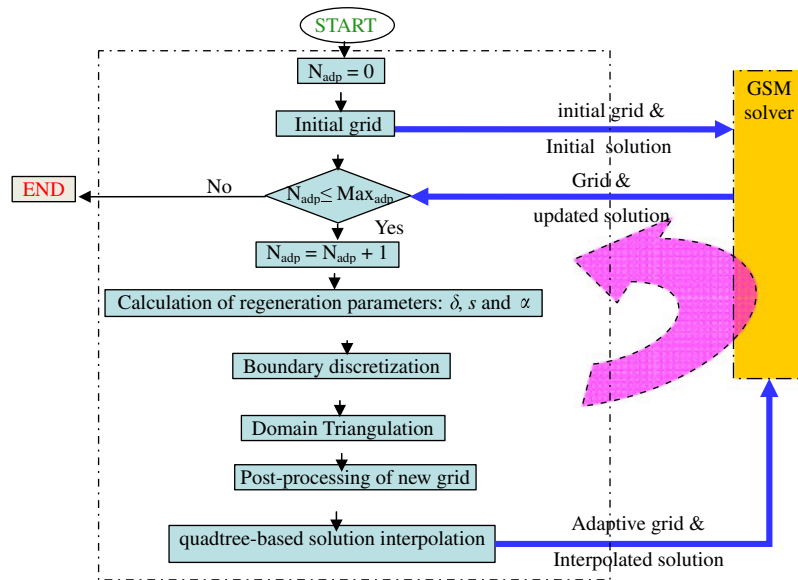 START
N_adp = 0
Initial grid
initial grid &
Initial solution
GSM
solver
N_adp ≤ Max_adp
No
END
Grid &
updated solution
Yes
N_adp = N_adp + 1
Calculation of regeneration parameters: δ, s and α
Boundary discretization
Domain Triangulation
Post-processing of new grid
quadtree-based solution interpolation
Adaptive grid &
Interpolated solution